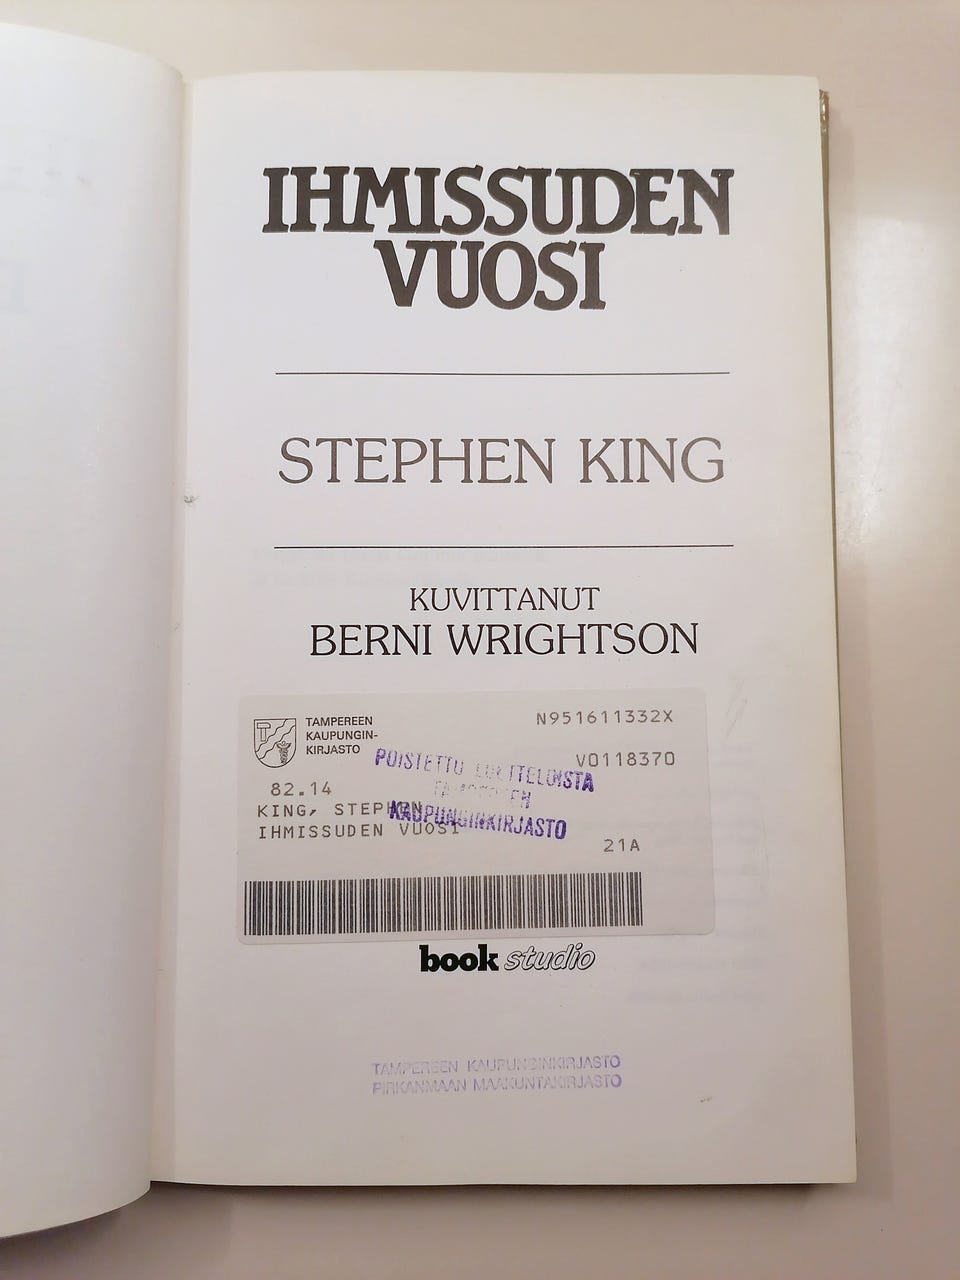 IHMISSUDEN
VUOSI
STEPHEN KING
KUVITTANUT
BERNI WRIGHTSON
TAMPEREEN
KAUPUNGIN-
KIRJASTO
N951611332X
V0118370
POISTETTU LUETTELOISTA
TAMPEREEN
KAUPUNGINKIRJASTO
82.14
KING, STEPHEN
IHMISSUDEN VUOSI
21A
book studio
TAMPEREEN KAUPUNGINKIRJASTO
PIRKANMAAN MAAKUNTAKIRJASTO